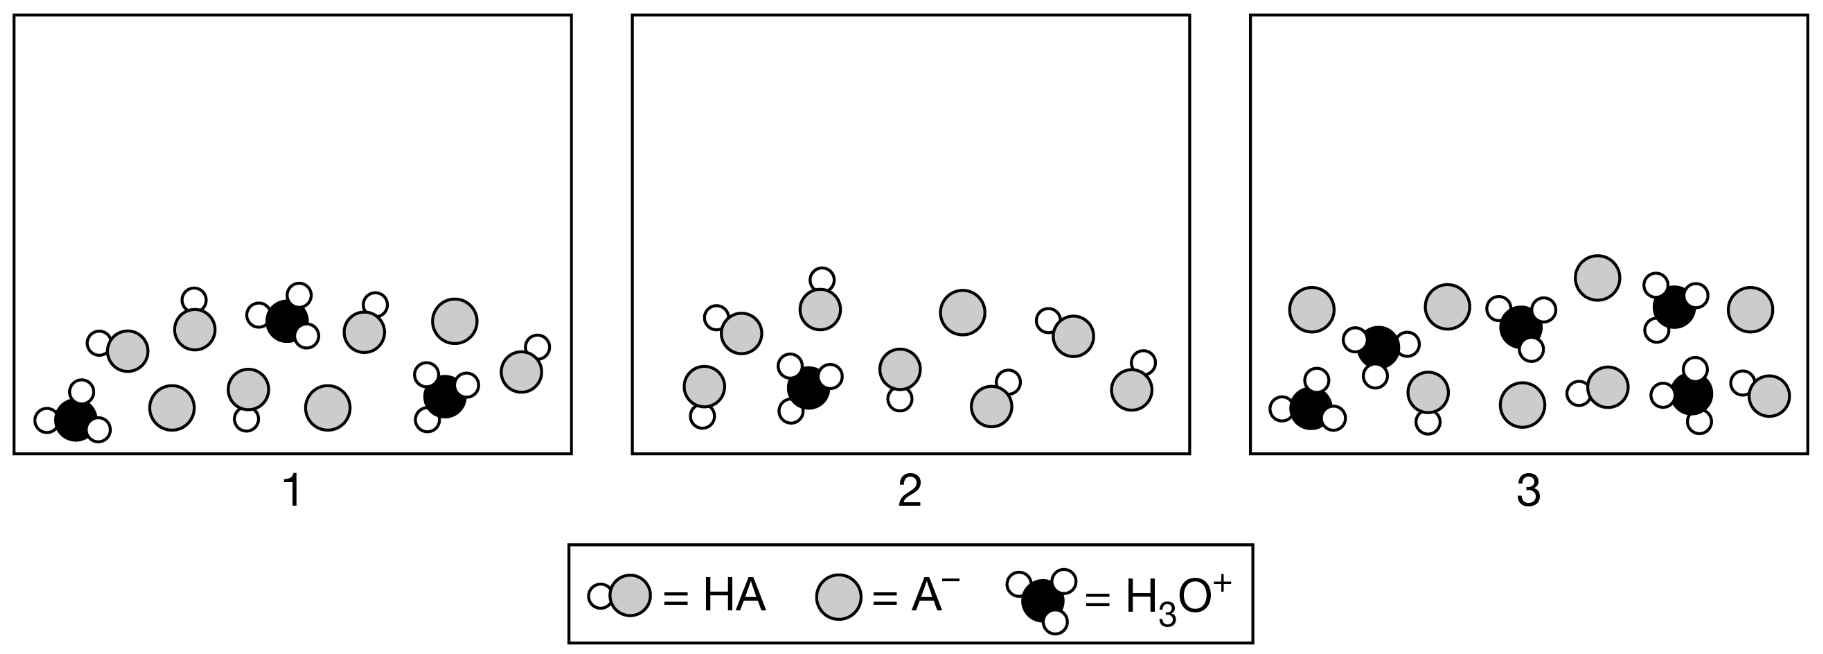 1 2 3
= HA = A⁻ = H₃O⁺